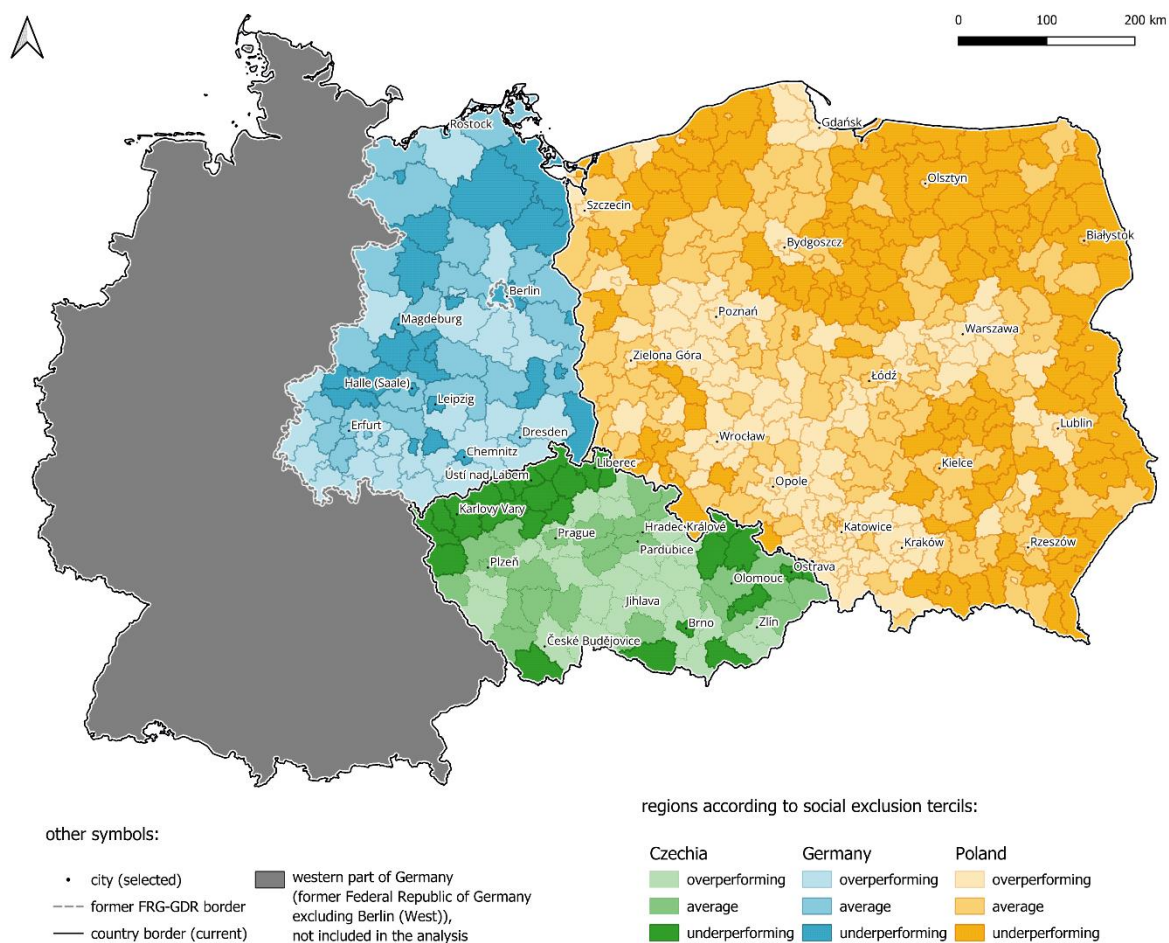 0 100 200 km
Rostock
Gdańsk
Olsztyn
Szczecin
Białystok
Bydgoszcz
Berlin
Magdeburg
Poznań
Warszawa
Zielona Góra
Łódź
Halle (Saale)
Leipzig
Erfurt
Dresden
Wrocław
Lublin
Chemnitz
Liberec
Kielce
Ústí nad Labem
Opole
Karlovy Vary
Hradec Králové
Katowice
Prague
Kraków
Rzeszów
Pardubice
Plzeň
Ostrava
Olomouc
Jihlava
Brno
Zlín
České Budějovice
other symbols:
city (selected)
former FRG-GDR border
country border (current)
western part of Germany
(former Federal Republic of Germany
excluding Berlin (West)),
not included in the analysis
regions according to social exclusion tercils:
Czechia Germany Poland
overperforming overperforming overperforming
average average average
underperforming underperforming underperforming